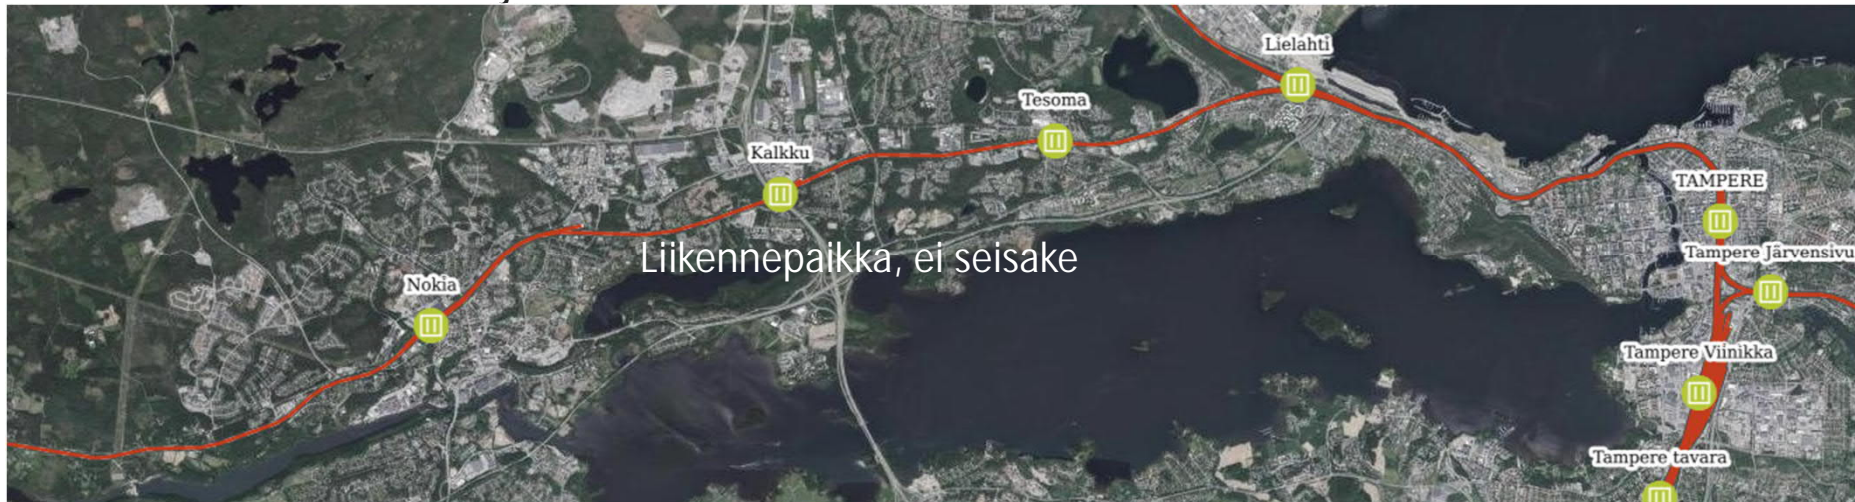 Lielahti
Tesoma
Kalkku
TAMPERE
Tampere Järvensivu
Liikennepaikka, ei seisake
Nokia
Tampere Viinikka
Tampere tavara